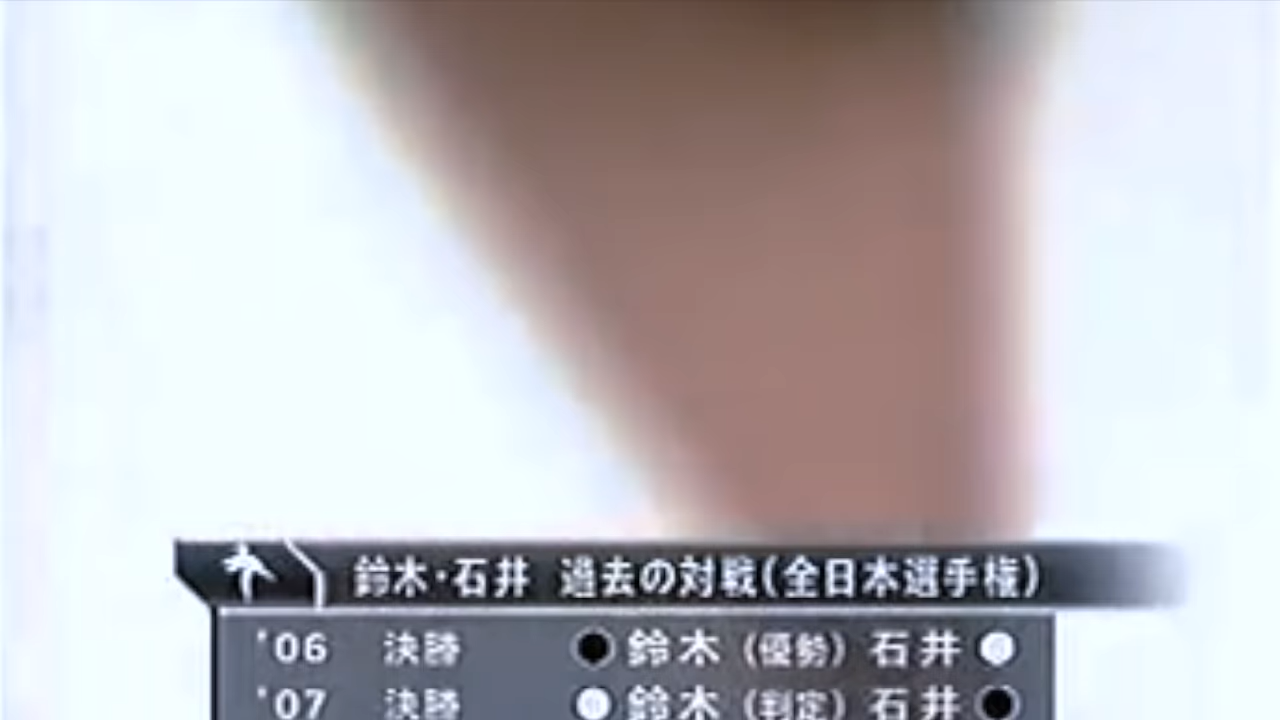 鈴木·石井 過去の対戦(全日本選手権)
'06 決勝 ●鈴木(優勢)石井○
'07 決勝 ○鈴木(判定)石井●